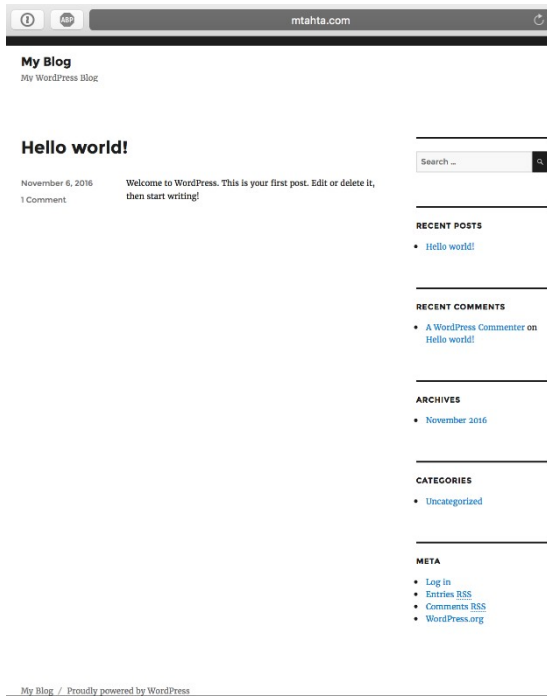 ABP
mtahta.com
My Blog
My WordPress Blog
Hello world!
November 6, 2016
1 Comment
Welcome to WordPress. This is your first post. Edit or delete it,
then start writing!
Search …
RECENT POSTS
Hello world!
RECENT COMMENTS
A WordPress Commenter on
Hello world!
ARCHIVES
November 2016
CATEGORIES
Uncategorized
META
Log in
Entries RSS
Comments RSS
WordPress.org
My Blog / Proudly powered by WordPress